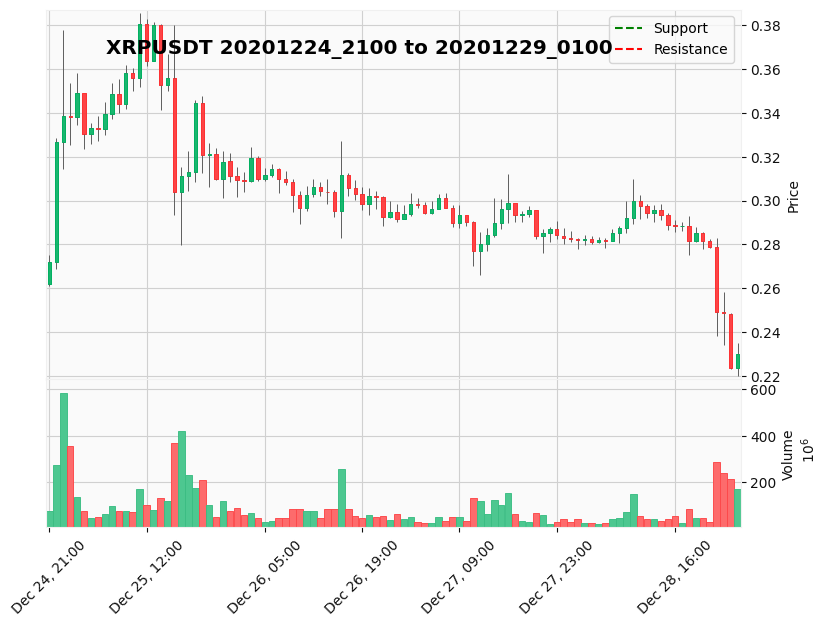 XRPUSDT 20201224_2100 to 20201229_0100
Support
Resistance
0.38
0.36
0.34
0.32
0.30
0.28
0.26
0.24
0.22
Price
600
400
200
Volume
10^6
Dec 24, 21:00
Dec 25, 12:00
Dec 26, 05:00
Dec 26, 19:00
Dec 27, 09:00
Dec 27, 23:00
Dec 28, 16:00